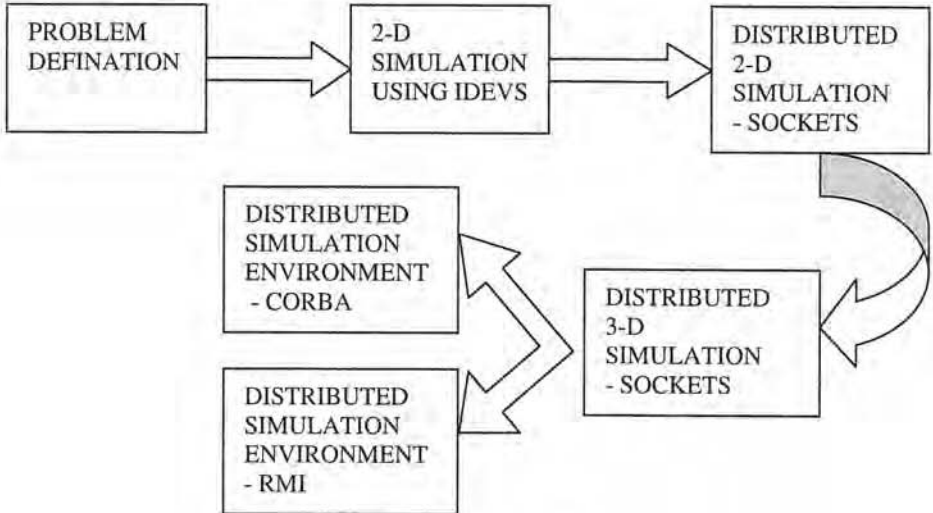 PROBLEM
DEFINATION
2-D
SIMULATION
USING IDEVS
DISTRIBUTED
2-D
SIMULATION
- SOCKETS
DISTRIBUTED
3-D
SIMULATION
- SOCKETS
DISTRIBUTED
SIMULATION
ENVIRONMENT
- CORBA
DISTRIBUTED
SIMULATION
ENVIRONMENT
- RMI